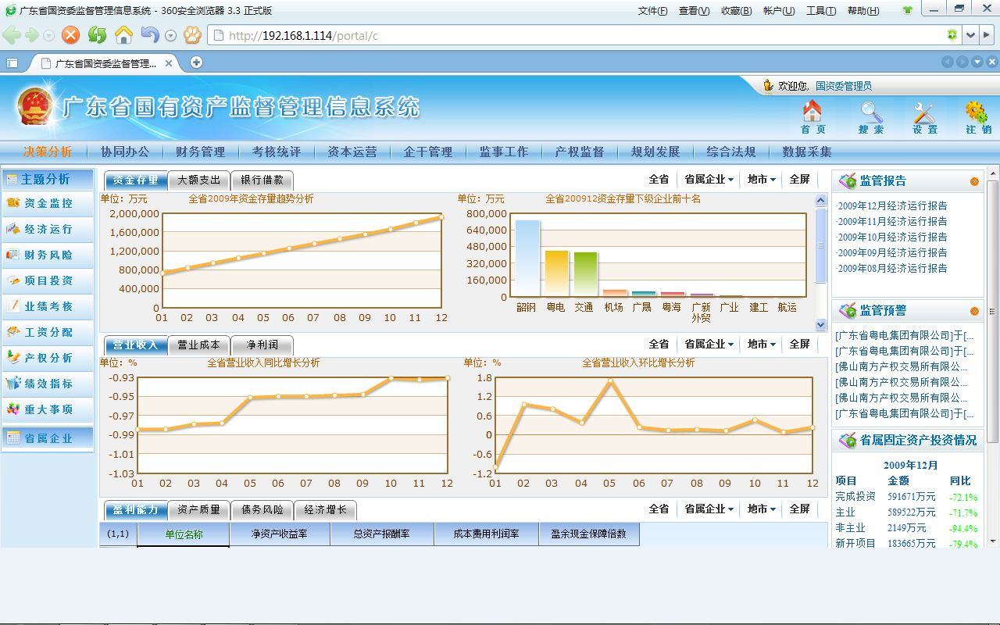 广东省国资委监督管理信息系统 - 360安全浏览器 3.3 正式版
文件(F) 查看(V) 收藏(B) 帐户(U) 工具(T) 帮助(H)
http://192.168.1.114/portal/c
广东省国资委监督管理...
欢迎您, 国资委管理员
广东省国有资产监督管理信息系统
首 页 搜 索 设 置 注 销
决策分析 协同办公 财务管理 考核统评 资本运营 企干管理 监事工作 产权监督 规划发展 综合法规 数据采集
主题分析
资金监控
经济运行
财务风险
项目投资
业绩考核
工资分配
产权分析
绩效指标
重大事项
省属企业
资金存量 大额支出 银行借款
全省 省属企业 地市 全屏
单位：万元 全省2009年资金存量趋势分析
2,000,000
1,600,000
1,200,000
800,000
400,000
0
01 02 03 04 05 06 07 08 09 10 11 12
单位：万元 全省200912资金存量下级企业前十名
800,000
640,000
480,000
320,000
160,000
0
韶钢 粤电 交通 机场 广晟 粤海 广新外贸 广业 建工 航运
营业收入 营业成本 净利润
全省 省属企业 地市 全屏
单位：% 全省营业收入同比增长分析
-0.93
-0.95
-0.97
-0.99
-1.01
-1.03
01 02 03 04 05 06 07 08 09 10 11 12
单位：% 全省营业收入环比增长分析
1.8
1.2
0.6
0
-0.6
-1.2
01 02 03 04 05 06 07 08 09 10 11 12
盈利能力 资产质量 债务风险 经济增长
全省 省属企业 地市 全屏
(1,1) 单位名称 净资产收益率 总资产报酬率 成本费用利润率 盈余现金保障倍数
监管报告
·2009年12月经济运行报告
·2009年11月经济运行报告
·2009年10月经济运行报告
·2009年09月经济运行报告
·2009年08月经济运行报告
监管预警
[广东省粤电集团有限公司]于[...
[广东省粤电集团有限公司]于[...
[佛山南方产权交易所有限公...
[佛山南方产权交易所有限公...
[佛山南方产权交易所有限公...
[广东省粤电集团有限公司]于[...
省属固定资产投资情况
2009年12月
项目 金额 同比
完成投资 591671万元 -72.1%
主业 589522万元 -71.7%
非主业 2149万元 -94.4%
新开项目 183665万元 -79.4%